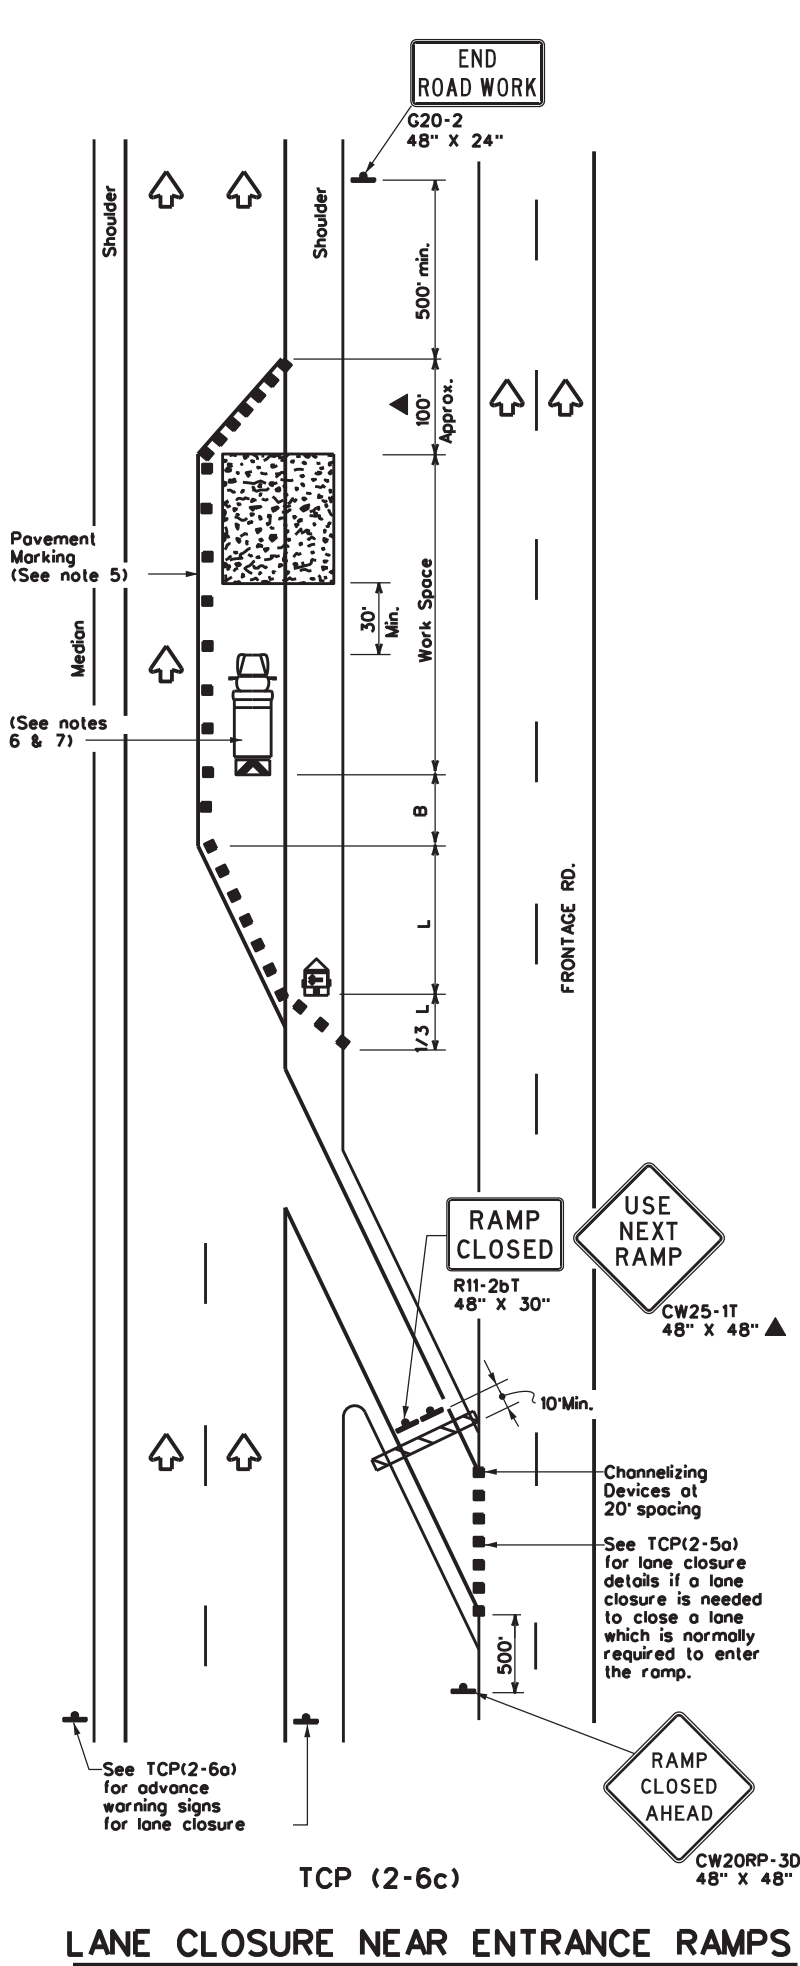 END
ROAD WORK
G20-2
48" X 24"
Shoulder
Shoulder
500' min.
100'
Approx.
Pavement
Marking
(See note 5)
30'
Min.
Work Space
Median
(See notes
6 & 7)
B
L
FRONTAGE RD.
1/3 L
RAMP
CLOSED
R11-2bT
48" X 30"
USE
NEXT
RAMP
CW25-1T
48" X 48"
10'Min.
Channelizing
Devices at
20' spacing
See TCP(2-5a)
for lane closure
details if a lane
closure is needed
to close a lane
which is normally
required to enter
the ramp.
500'
RAMP
CLOSED
AHEAD
CW20RP-3D
48" X 48"
See TCP(2-6a)
for advance
warning signs
for lane closure
TCP (2-6c)
LANE CLOSURE NEAR ENTRANCE RAMPS